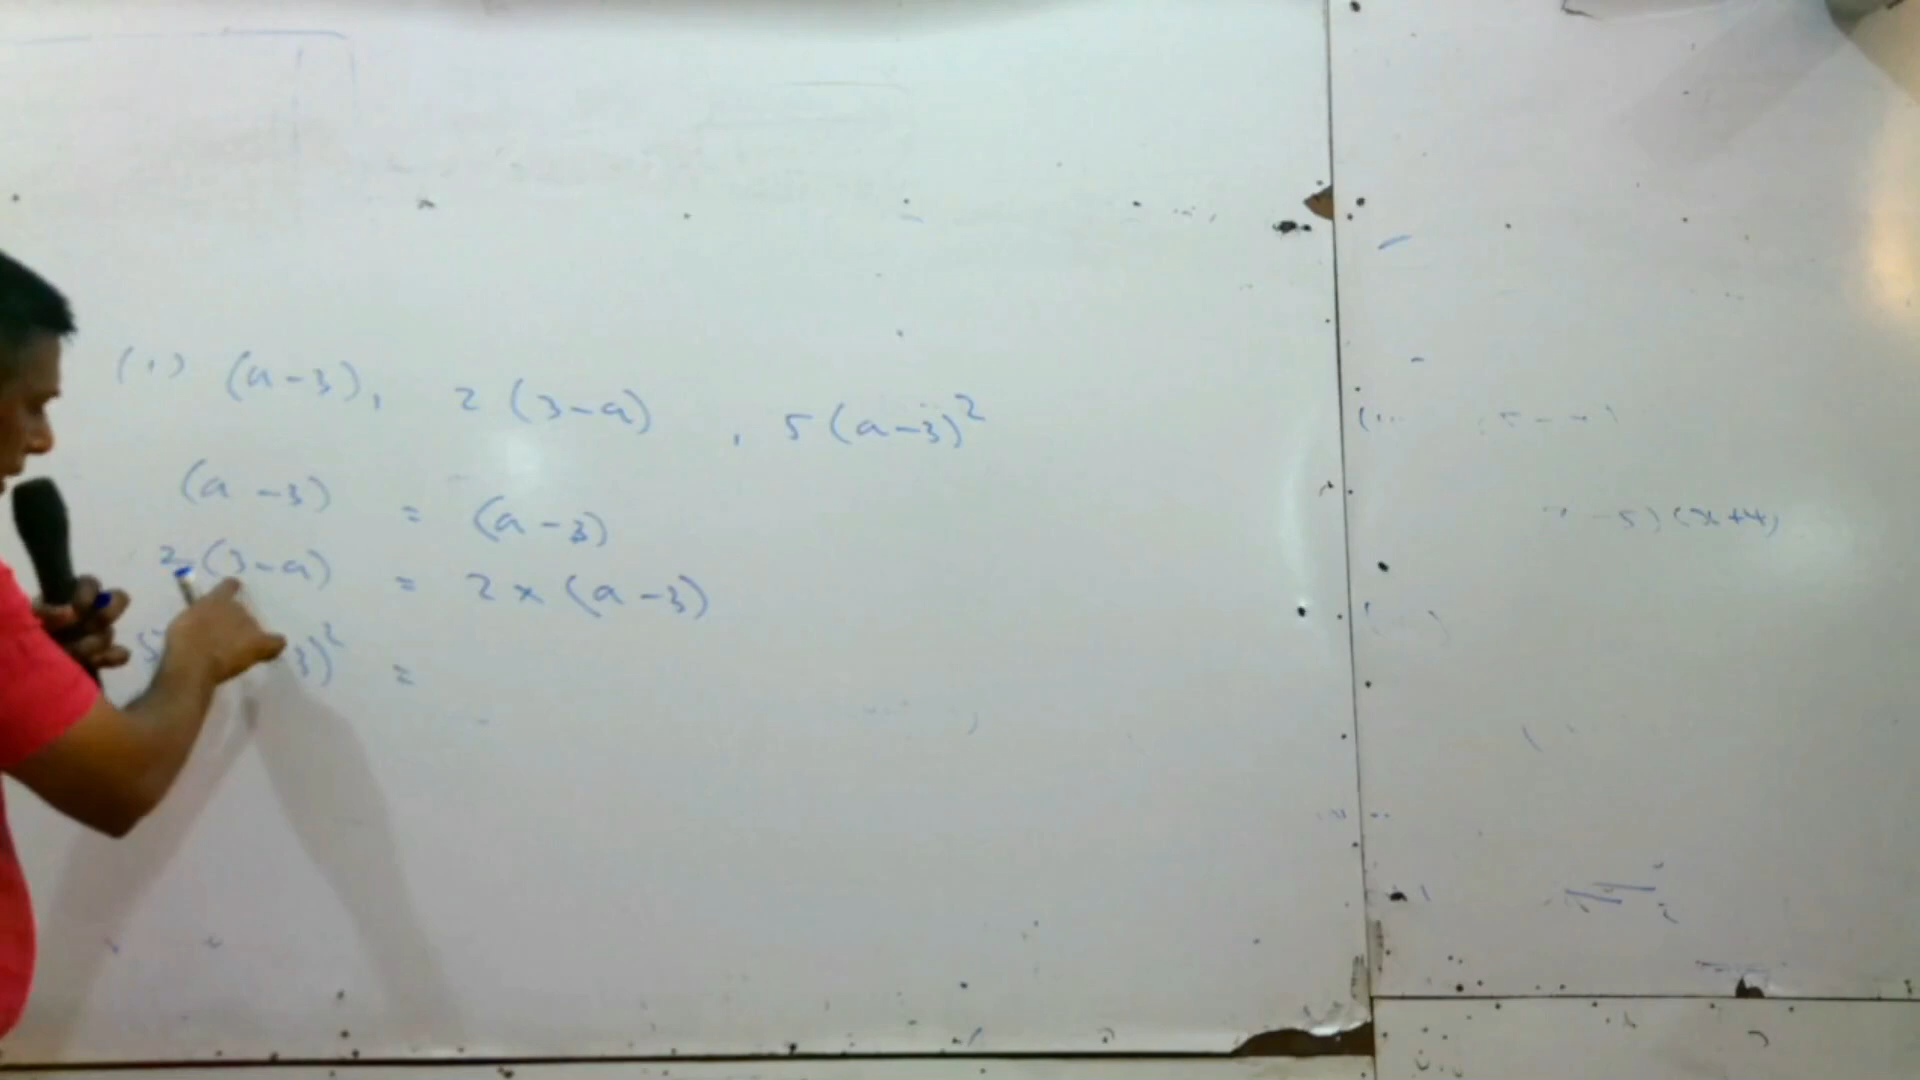 (1) (a-3), 2(3-a), 5(a-3)²
(a-3) = (a-3)
2(3-a) = 2×(a-3)
3)² =
5)(x+4)